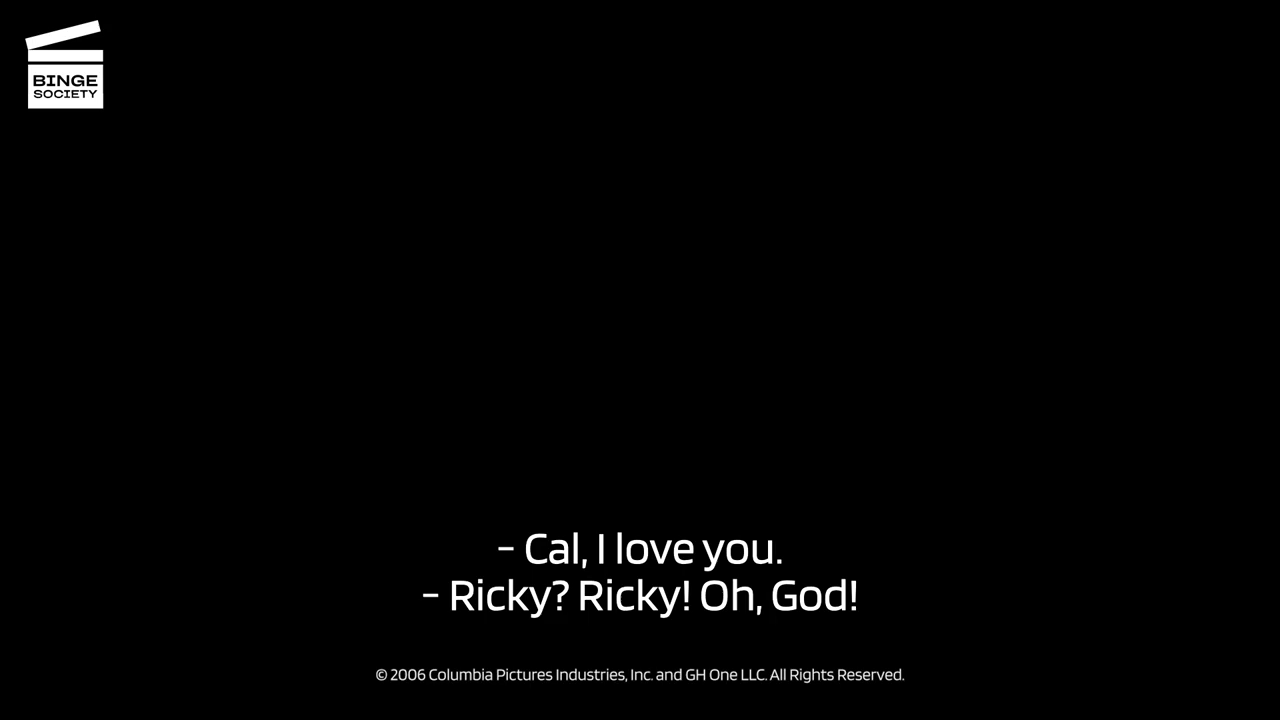 BINGE
SOCIETY
- Cal, I love you.
- Ricky? Ricky! Oh, God!
© 2006 Columbia Pictures Industries, Inc. and GH One LLC. All Rights Reserved.